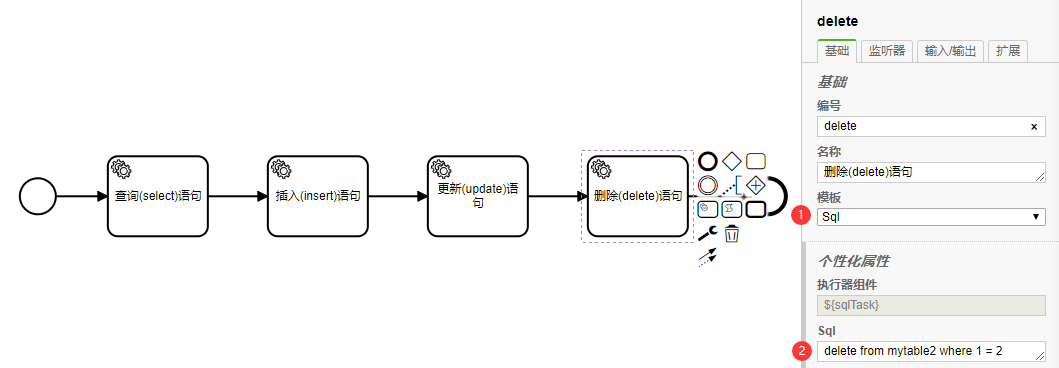 查询(select)语句
插入(insert)语句
更新(update)语
句
删除(delete)语句
delete
基础
监听器
输入/输出
扩展
基础
编号
delete
名称
删除(delete)语句
1
模板
Sql
个性化属性
执行器组件
${sqlTask}
Sql
2
delete from mytable2 where 1 = 2